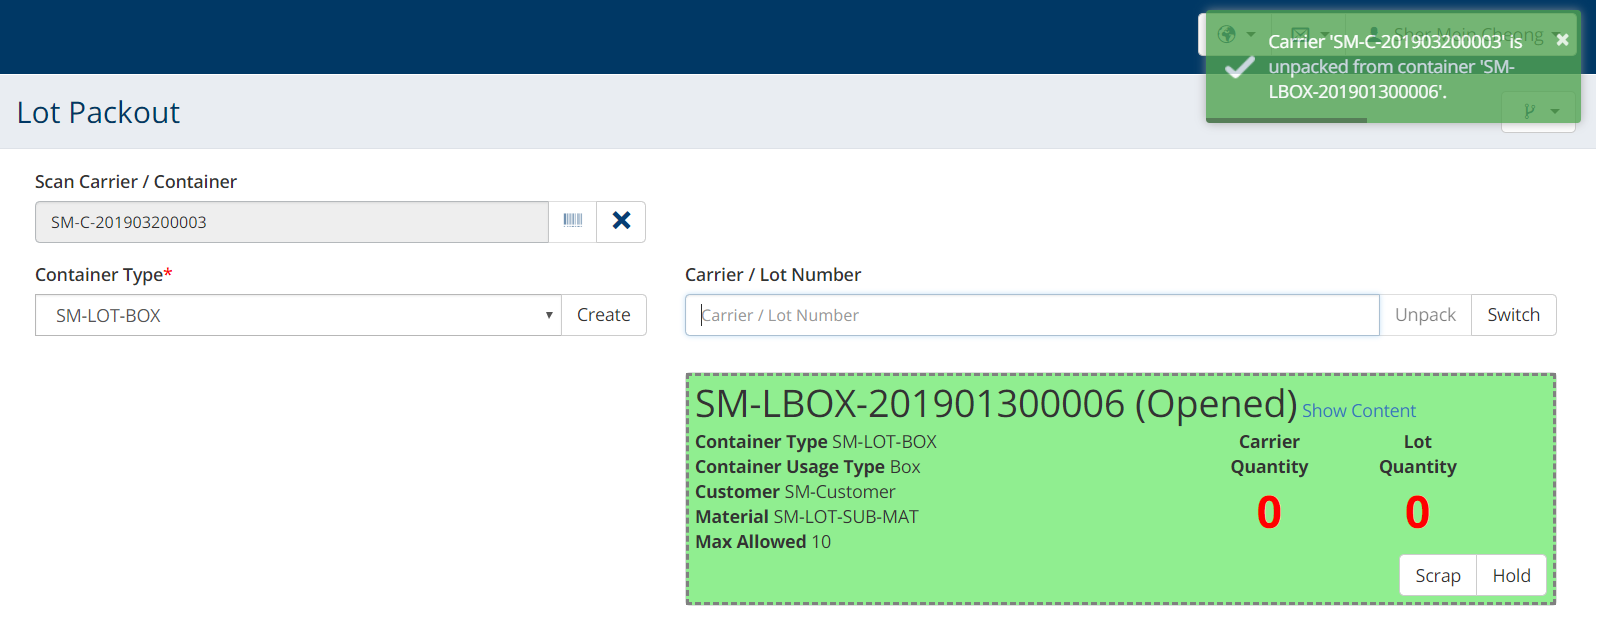 Sher Mein Cheong
Carrier 'SM-C-201903200003' is
unpacked from container 'SM-
LBOX-201901300006'.
Lot Packout
Scan Carrier / Container
SM-C-201903200003
Container Type*
SM-LOT-BOX
Create
Carrier / Lot Number
Carrier / Lot Number
Unpack
Switch
SM-LBOX-201901300006 (Opened) Show Content
Container Type SM-LOT-BOX
Container Usage Type Box
Customer SM-Customer
Material SM-LOT-SUB-MAT
Max Allowed 10
Carrier
Quantity
0
Lot
Quantity
0
Scrap
Hold